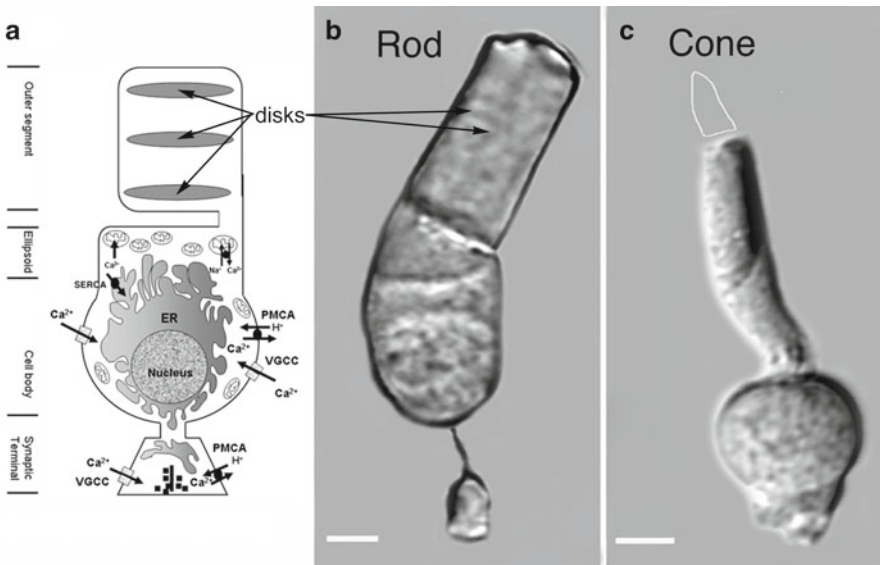 a
Outer segment
Ellipsoid
Cell body
Synaptic
Terminal
disks
Ca²⁺
Na⁺ Ca²⁺
SERCA
ER
Ca²⁺
PMCA
H⁺
Ca²⁺
VGCC
Nucleus
Ca²⁺
PMCA
Ca²⁺
H⁺
VGCC
Ca²⁺
b
Rod
c
Cone